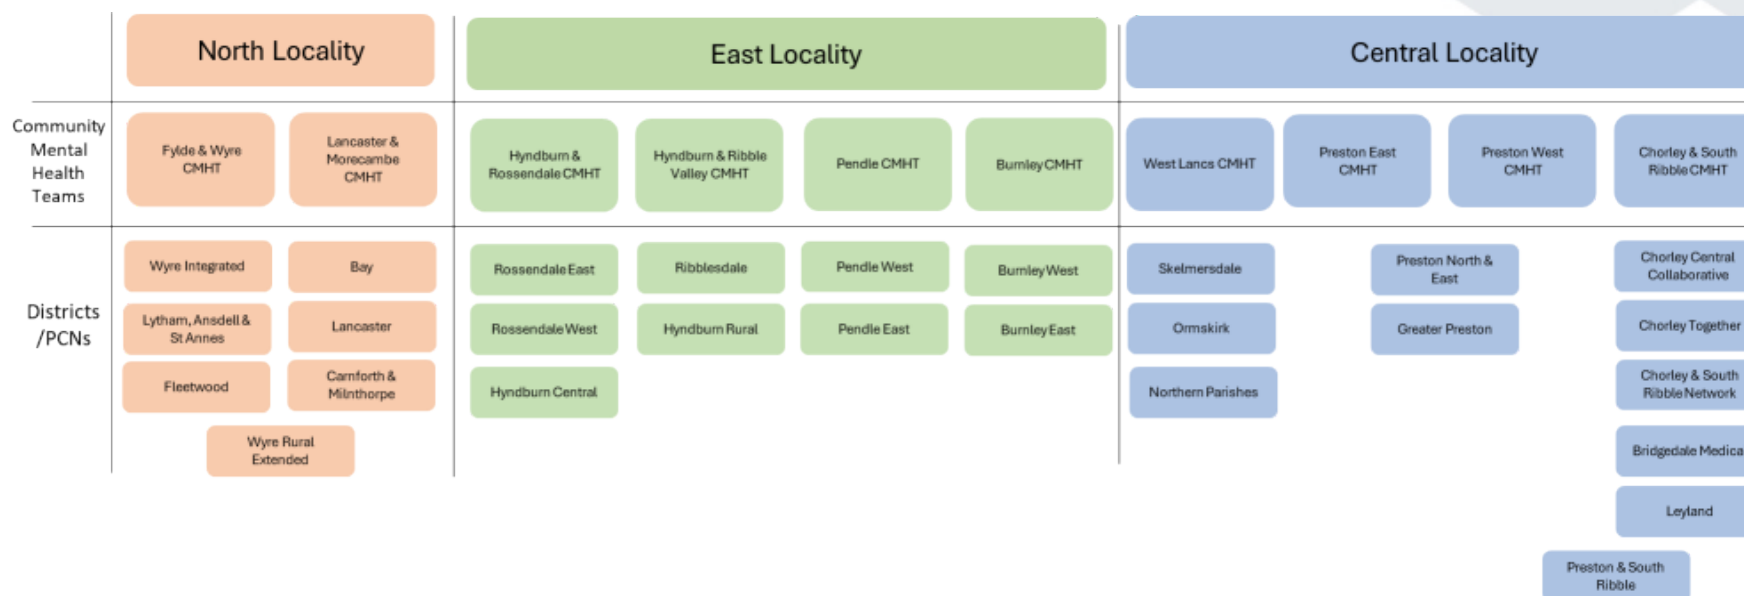 North Locality
East Locality
Central Locality
Community
Mental
Health
Teams
Fylde & Wyre
CMHT
Lancaster &
Morecambe
CMHT
Hyndburn &
Rossendale CMHT
Hyndburn & Ribble
Valley CMHT
Pendle CMHT
Burnley CMHT
West Lancs CMHT
Preston East
CMHT
Preston West
CMHT
Chorley & South
Ribble CMHT
Districts
/PCNs
Wyre Integrated
Bay
Lytham, Ansdell &
St Annes
Lancaster
Fleetwood
Carnforth &
Milnthorpe
Wyre Rural
Extended
Rossendale East
Ribblesdale
Pendle West
Burnley West
Rossendale West
Hyndburn Rural
Pendle East
Burnley East
Hyndburn Central
Skelmersdale
Preston North &
East
Chorley Central
Collaborative
Ormskirk
Greater Preston
Chorley Together
Northern Parishes
Chorley & South
Ribble Network
Bridgedale Medica
Leyland
Preston & South
Ribble